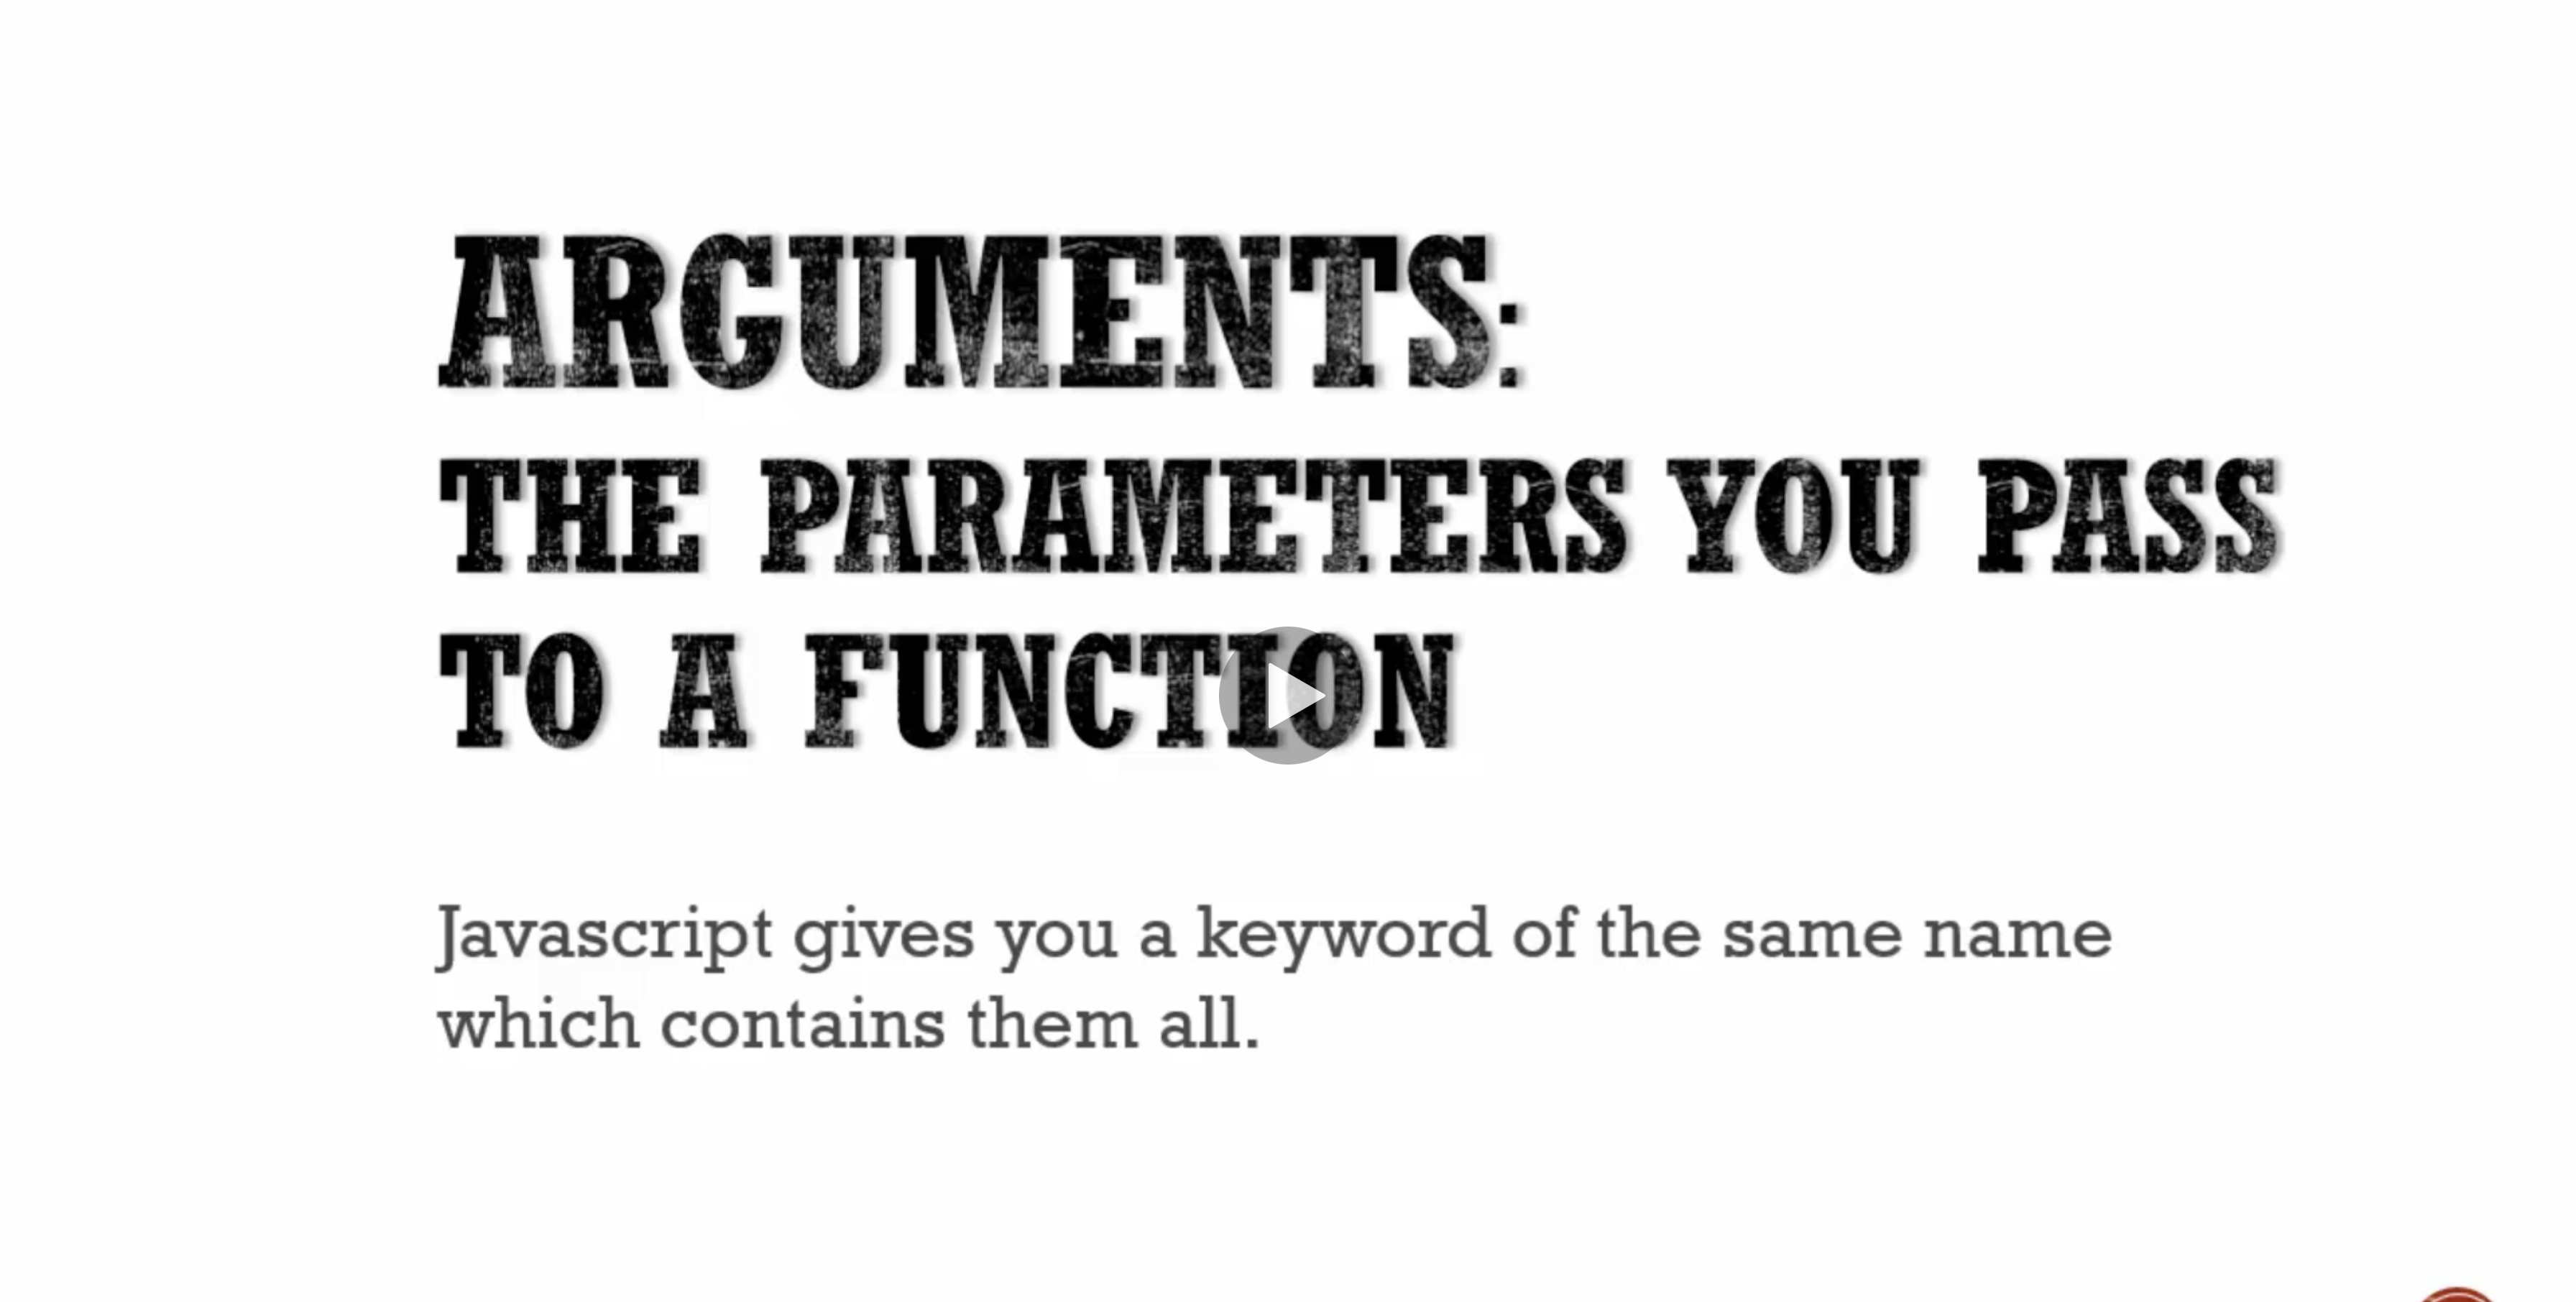 ARGUMENTS:
THE PARAMETERS YOU PASS
TO A FUNCTION
Javascript gives you a keyword of the same name
which contains them all.